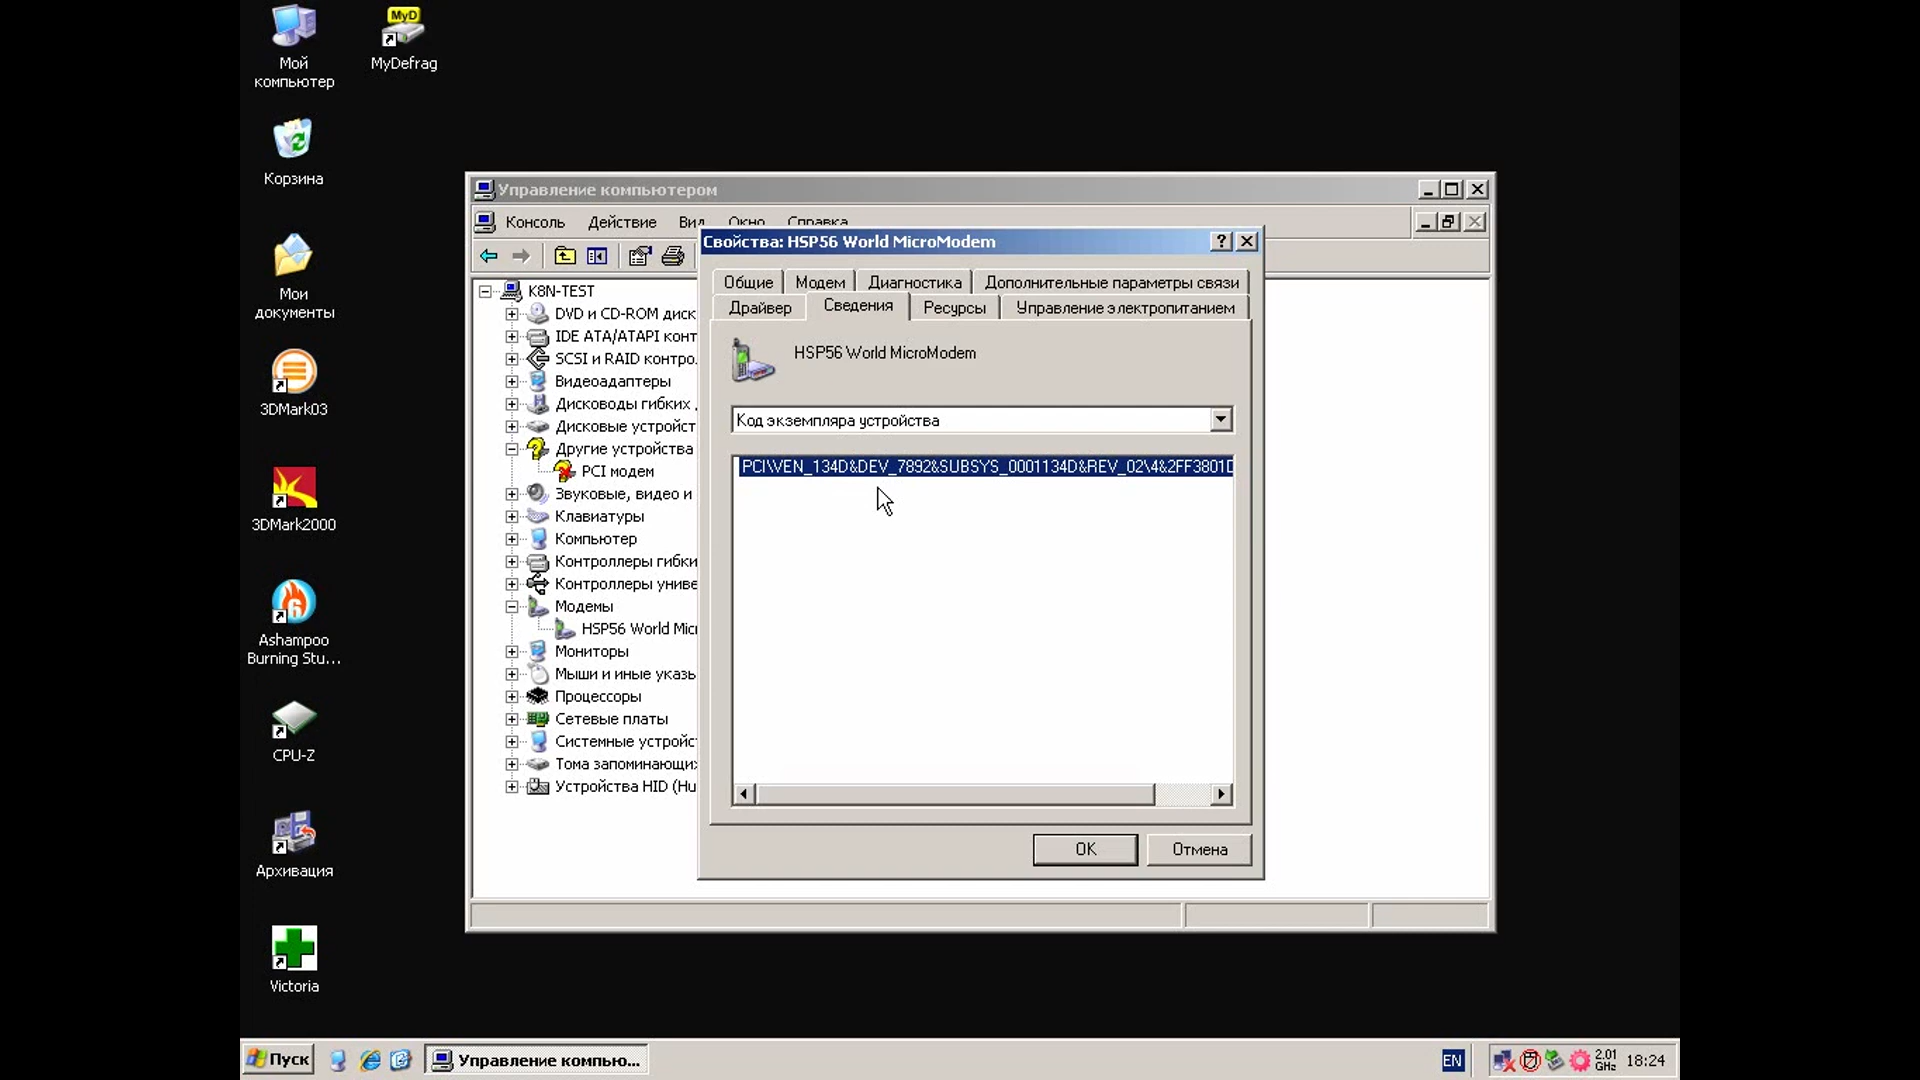 Мой
компьютер
MyDefrag
MyD
Корзина
Мои
документы
3DMark03
3DMark2000
Ashampoo
Burning Stu...
6
CPU-Z
Архивация
Victoria
Управление компьютером
Консоль Действие Вид Окно Справка
K8N-TEST
DVD и CD-ROM диск
IDE ATA/ATAPI конт
SCSI и RAID контро
Видеоадаптеры
Дисководы гибких
Дисковые устройст
Другие устройства
PCI модем
Звуковые, видео и
Клавиатуры
Компьютер
Контроллеры гибки
Контроллеры униве
Модемы
HSP56 World Micr
Мониторы
Мыши и иные указы
Процессоры
Сетевые платы
Системные устройс
Тома запоминающих
Устройства HID (Hu
Свойства: HSP56 World MicroModem
Общие Модем Диагностика Дополнительные параметры связи
Драйвер Сведения Ресурсы Управление электропитанием
HSP56 World MicroModem
Код экземпляра устройства
PCI\VEN_134D&DEV_7892&SUBSYS_0001134D&REV_02\4&2FF3801D
OK Отмена
Пуск
Управление компью...
EN
2.01
GHz
18:24